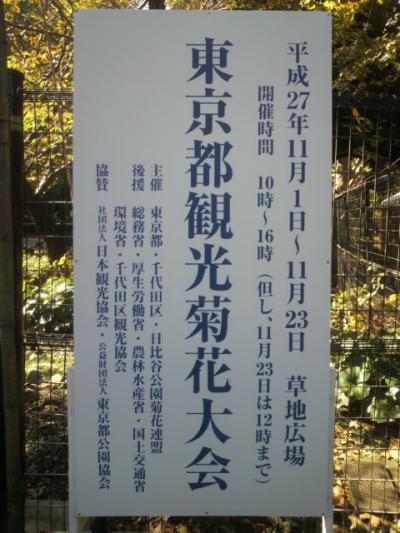 平成27年11月1日～11月23日 草地広場
開催時間 10時～16時(但し、11月23日は12時まで)
東京都観光菊花大会
主催 東京都・千代田区・日比谷公園菊花連盟
後援 総務省・厚生労働省・農林水産省・国土交通省
環境省・千代田区観光協会
協賛 社団法人日本観光協会・公益財団法人東京都公園協会